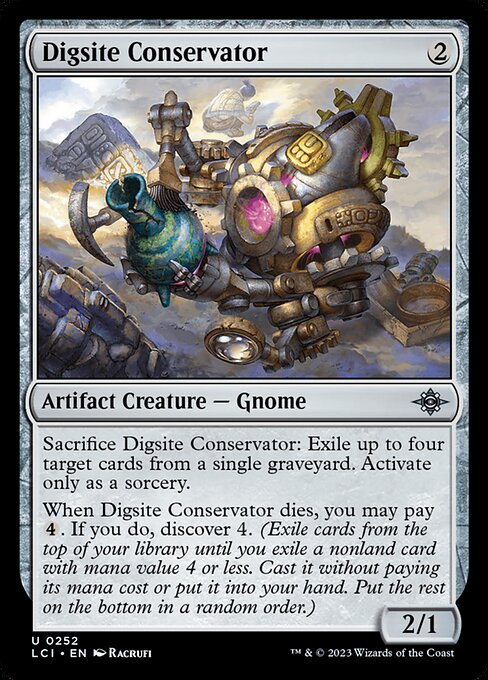 Digsite Conservator 2
Artifact Creature — Gnome
Sacrifice Digsite Conservator: Exile up to four
target cards from a single graveyard. Activate
only as a sorcery.
When Digsite Conservator dies, you may pay
4. If you do, discover 4. (Exile cards from the
top of your library until you exile a nonland card
with mana value 4 or less. Cast it without paying
its mana cost or put it into your hand. Put the rest
on the bottom in a random order.)
2/1
U 0252
LCI • EN Racrufi
™ & © 2023 Wizards of the Coast